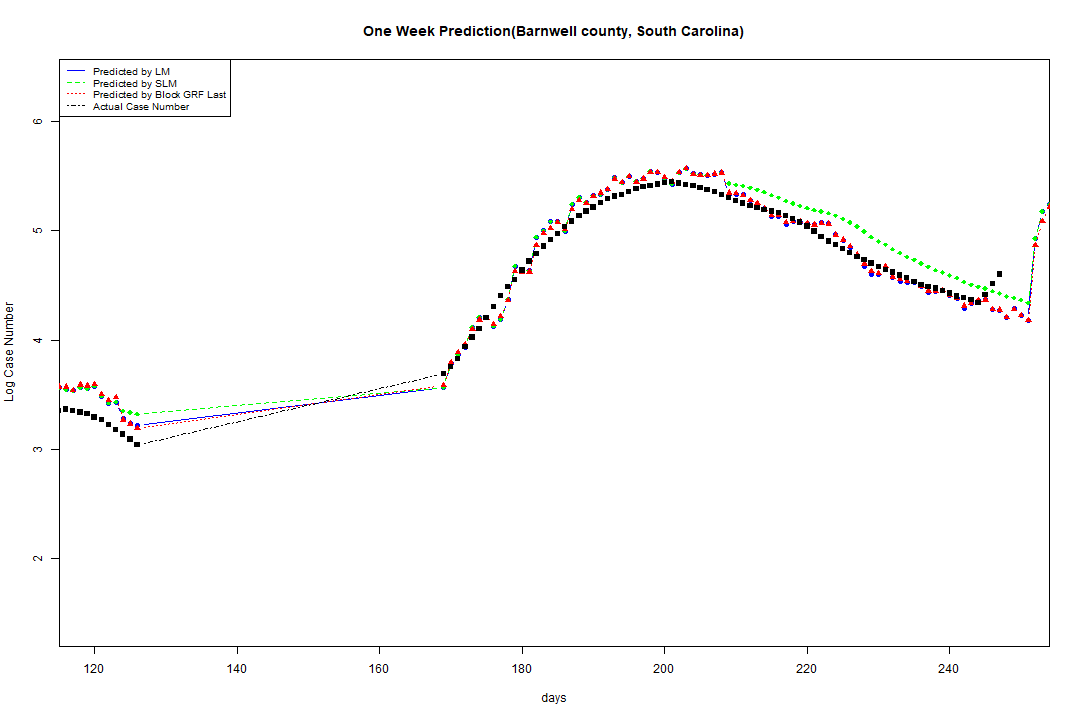 One Week Prediction(Barnwell county, South Carolina)
Predicted by LM
Predicted by SLM
Predicted by Block GRF Last
Actual Case Number
Log Case Number
6
5
4
3
2
120 140 160 180 200 220 240
days